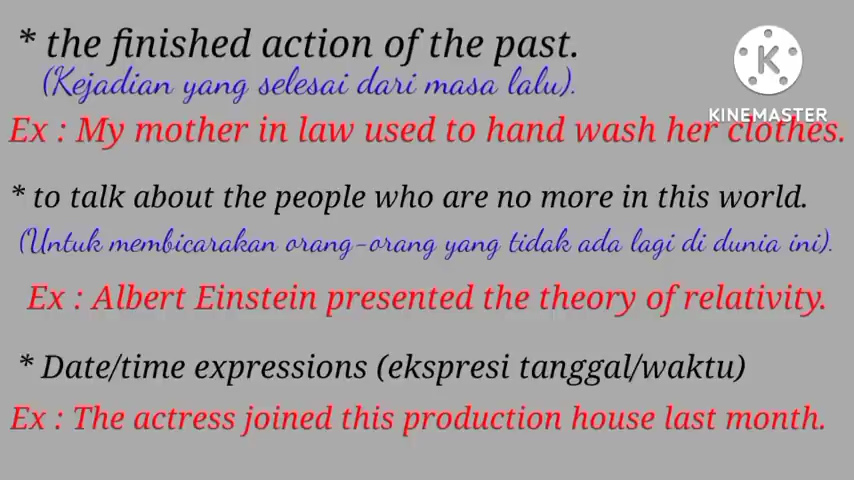 * the finished action of the past.
(Kejadian yang selesai dari masa lalu).
K
KINEMASTER
Ex : My mother in law used to hand wash her clothes.
* to talk about the people who are no more in this world.
(Untuk membicarakan orang-orang yang tidak ada lagi di dunia ini).
Ex : Albert Einstein presented the theory of relativity.
* Date/time expressions (ekspresi tanggal/waktu)
Ex : The actress joined this production house last month.